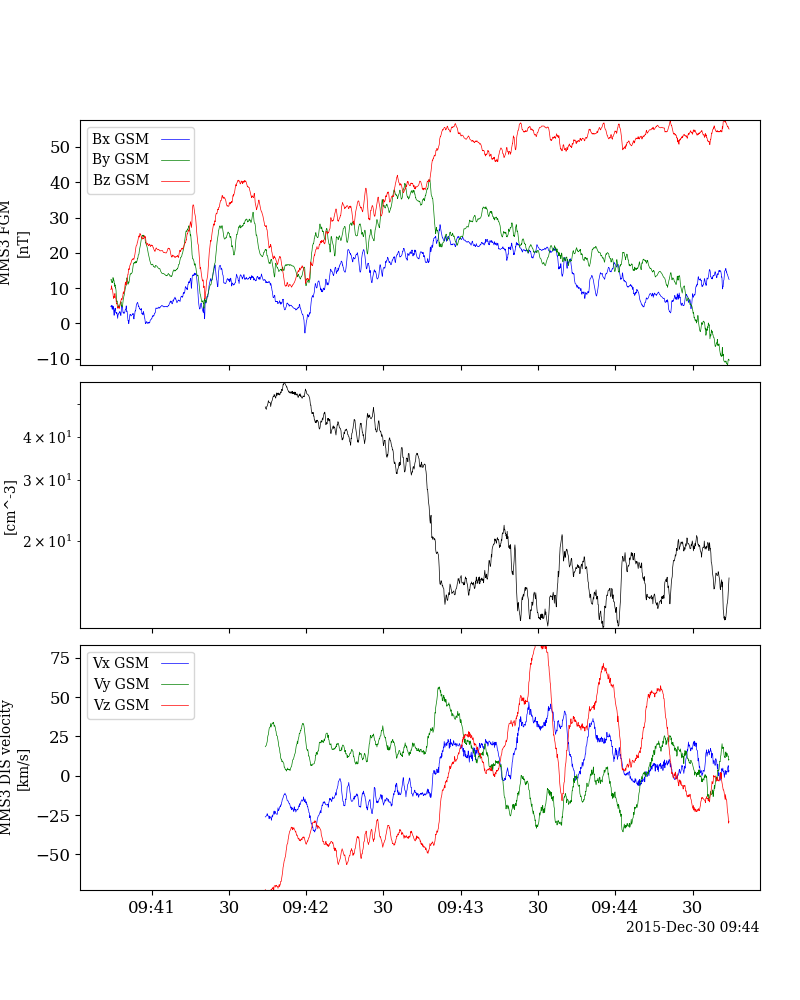 Bx GSM
By GSM
Bz GSM
50
40
30
20
10
0
−10
MMS3 FGM
[nT]
4 × 10¹
3 × 10¹
2 × 10¹
[cm^-3]
Vx GSM
Vy GSM
Vz GSM
75
50
25
0
−25
−50
MMS3 DIS velocity
[km/s]
09:41 30 09:42 30 09:43 30 09:44 30
2015-Dec-30 09:44